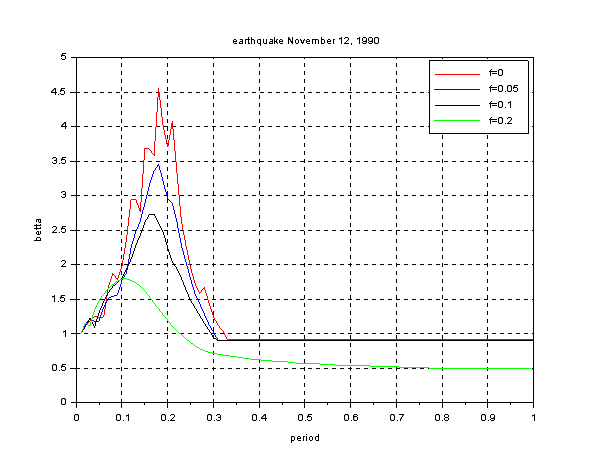 earthquake November 12, 1990
5
4.5
4
3.5
3
2.5
2
1.5
1
0.5
0
betta
f=0
f=0.05
f=0.1
f=0.2
0 0.1 0.2 0.3 0.4 0.5 0.6 0.7 0.8 0.9 1
period